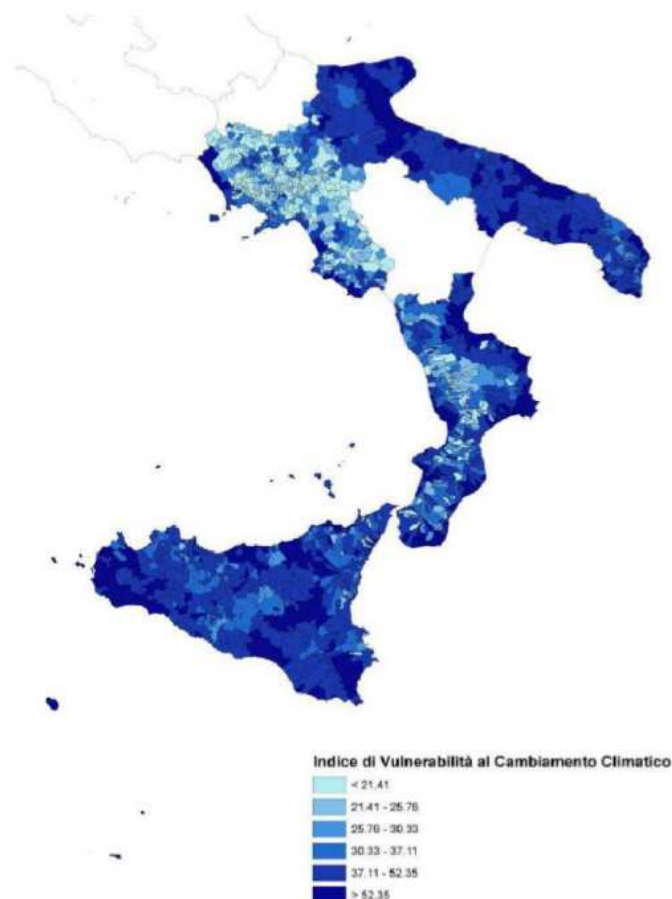 Indice di Vulnerabilità al Cambiamento Climatico
< 21.41
21.41 - 25.76
25.76 - 30.33
30.33 - 37.11
37.11 - 52.35
> 52.35